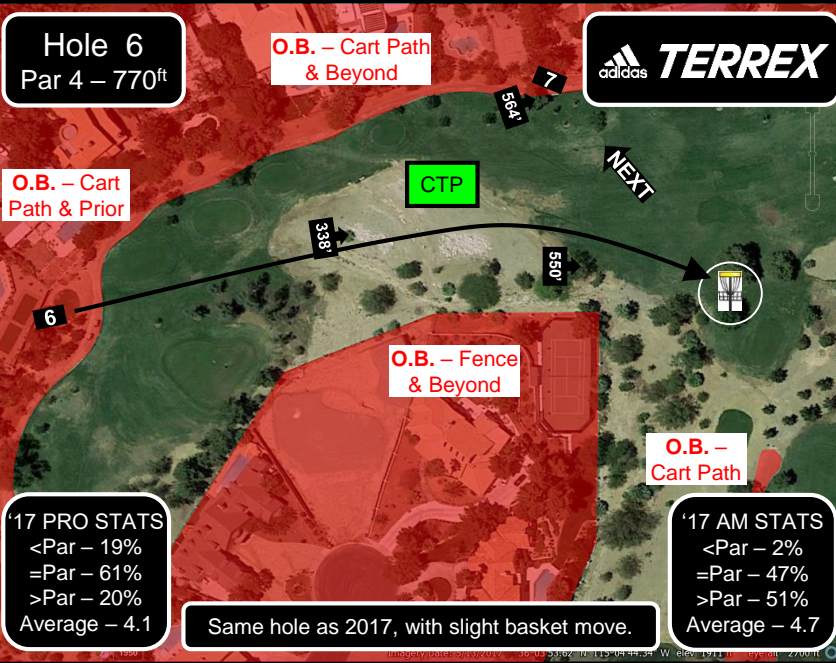 Hole 6
Par 4 – 770ft
O.B. – Cart Path
& Beyond
adidas TERREX
7
564'
NEXT
O.B. – Cart
Path & Prior
CTP
338'
550'
6
O.B. – Fence
& Beyond
O.B. –
Cart Path
'17 PRO STATS
<Par – 19%
=Par – 61%
>Par – 20%
Average – 4.1
'17 AM STATS
<Par – 2%
=Par – 47%
>Par – 51%
Average – 4.7
Same hole as 2017, with slight basket move.
1950